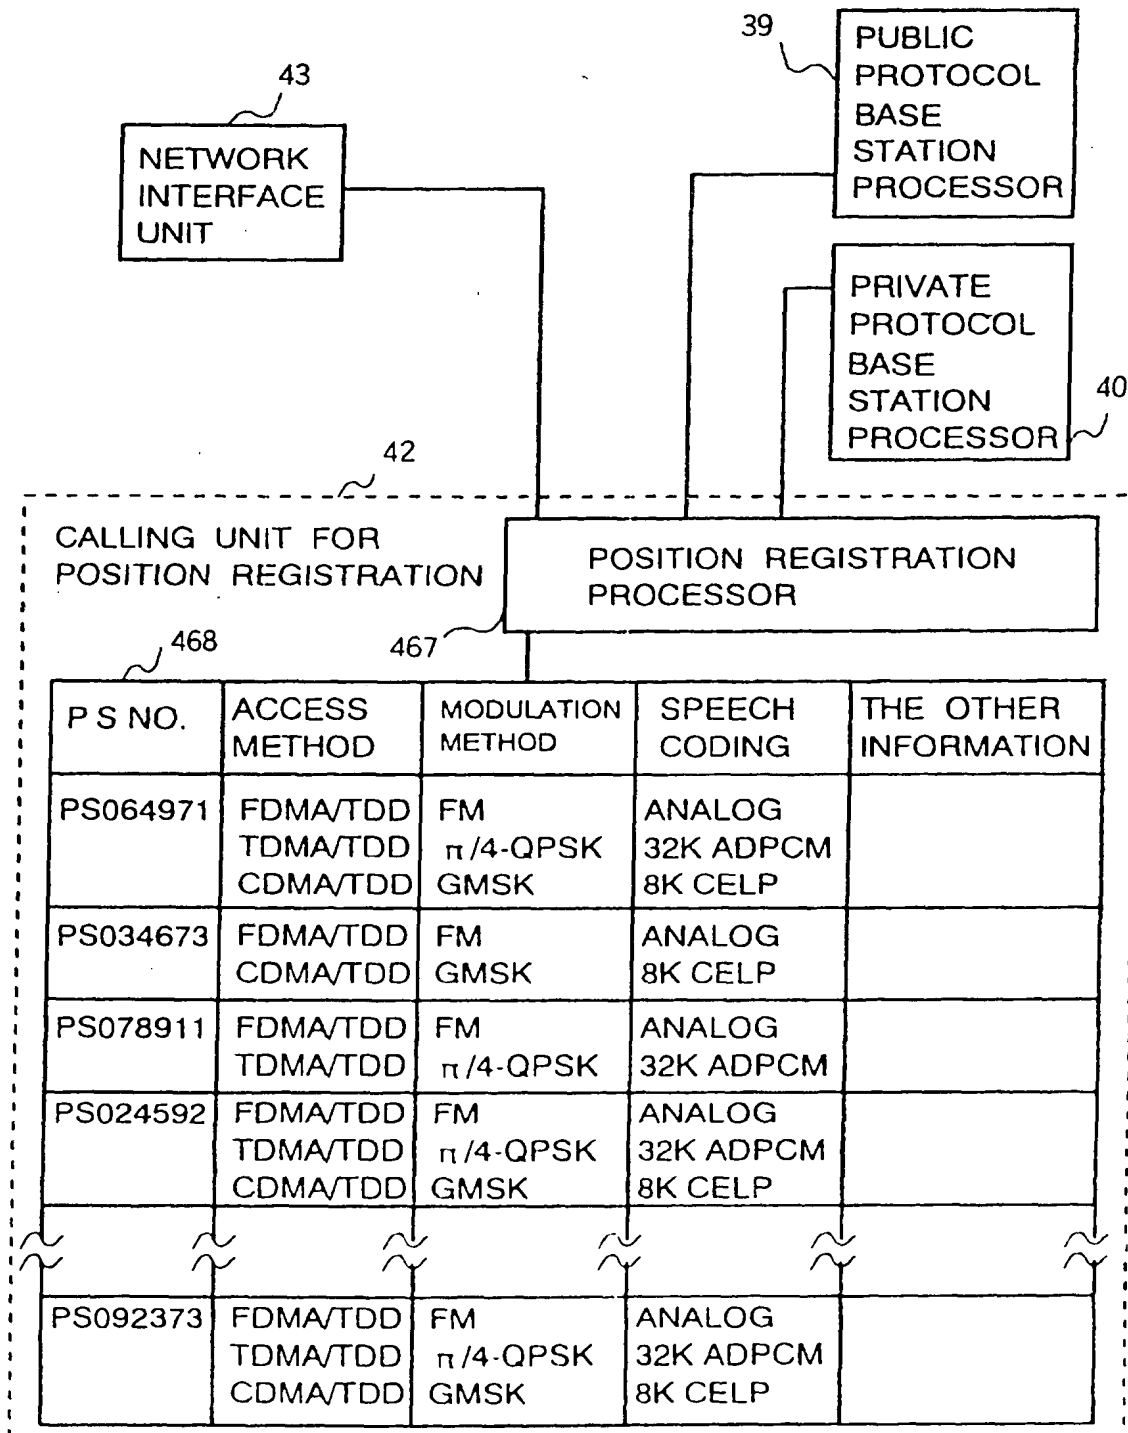 39
PUBLIC
PROTOCOL
BASE
STATION
PROCESSOR
43
NETWORK
INTERFACE
UNIT
PRIVATE
PROTOCOL
BASE
STATION
PROCESSOR
40
42
CALLING UNIT FOR
POSITION REGISTRATION
POSITION REGISTRATION
PROCESSOR
468
467
PS NO.
ACCESS
METHOD
MODULATION
METHOD
SPEECH
CODING
THE OTHER
INFORMATION
PS064971 FDMA/TDD FM ANALOG
TDMA/TDD π/4-QPSK 32K ADPCM
CDMA/TDD GMSK 8K CELP
PS034673 FDMA/TDD FM ANALOG
CDMA/TDD GMSK 8K CELP
PS078911 FDMA/TDD FM ANALOG
TDMA/TDD π/4-QPSK 32K ADPCM
PS024592 FDMA/TDD FM ANALOG
TDMA/TDD π/4-QPSK 32K ADPCM
CDMA/TDD GMSK 8K CELP
PS092373 FDMA/TDD FM ANALOG
TDMA/TDD π/4-QPSK 32K ADPCM
CDMA/TDD GMSK 8K CELP